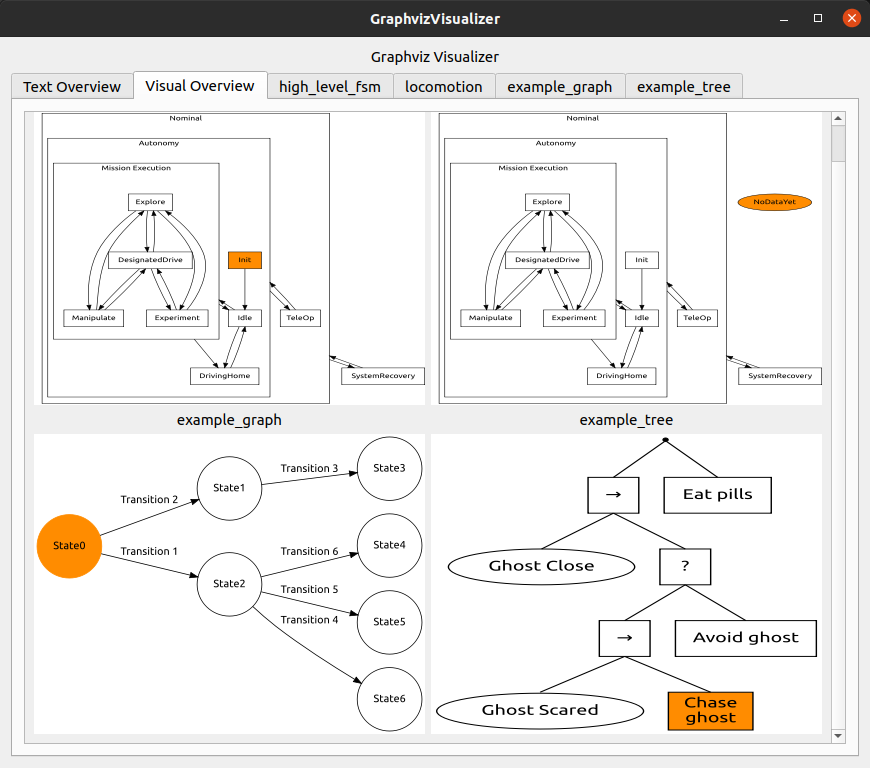 GraphvizVisualizer
Graphviz Visualizer
Text Overview
Visual Overview
high_level_fsm
locomotion
example_graph
example_tree
Nominal
Autonomy
Mission Execution
Explore
DesignatedDrive
Init
Manipulate
Experiment
Idle
TeleOp
DrivingHome
SystemRecovery
Nominal
Autonomy
Mission Execution
Explore
NoDataYet
DesignatedDrive
Init
Manipulate
Experiment
Idle
TeleOp
DrivingHome
SystemRecovery
example_graph
State3
Transition 3
State1
Transition 2
State0
Transition 1
Transition 6
State4
State2
Transition 5
Transition 4
State5
State6
example_tree
→
Eat pills
Ghost Close
?
→
Avoid ghost
Ghost Scared
Chase
ghost